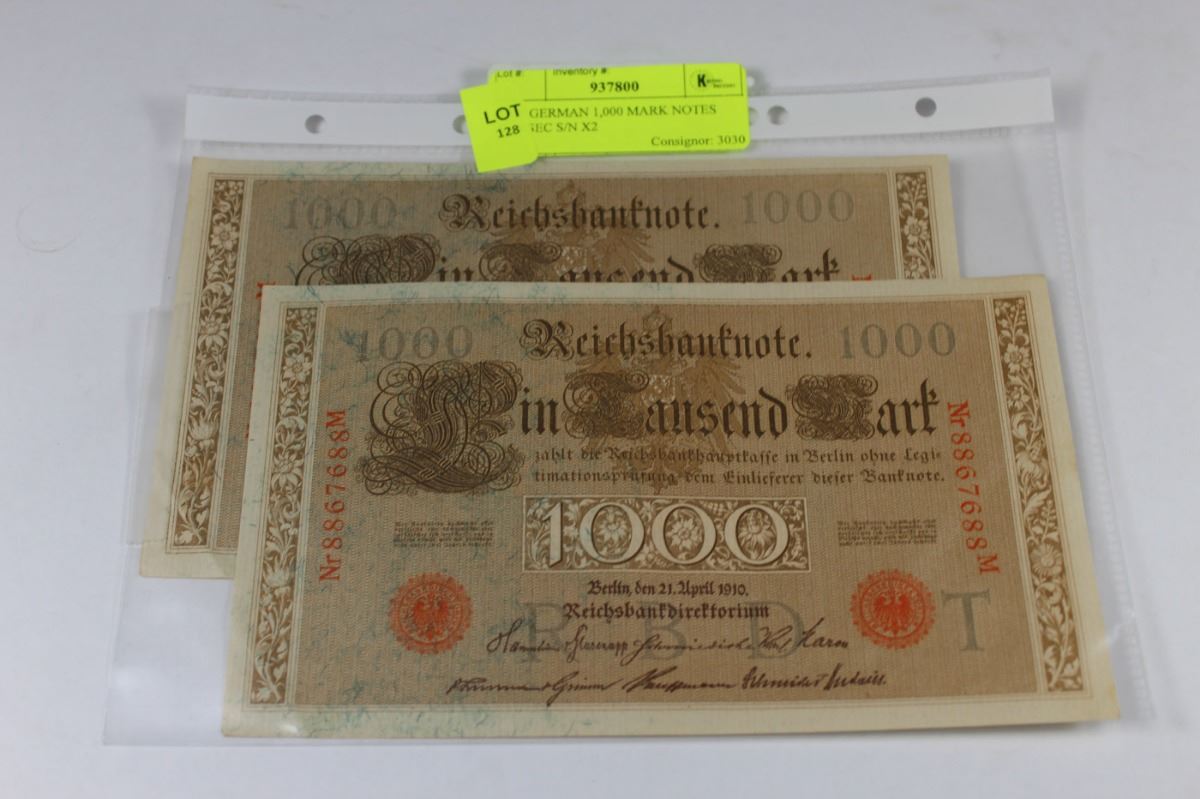 Lot #:
Inventory #:
937800
LOT
128
GERMAN 1,000 MARK NOTES
SEC S/N X2
Consignor: 3030
1000
Reichsbanknote.
1000
Ein Tausend Mark
1000
Reichsbanknote.
1000
Ein Tausend Mark
zahlt die Reichsbankhauptkasse in Berlin ohne Legi-
timationsprüfung dem Einlieferer dieser Banknote.
Nr8867688M
Nr8867688M
1000
Berlin, den 21. April 1910.
Reichsbankdirektorium
R B D
T